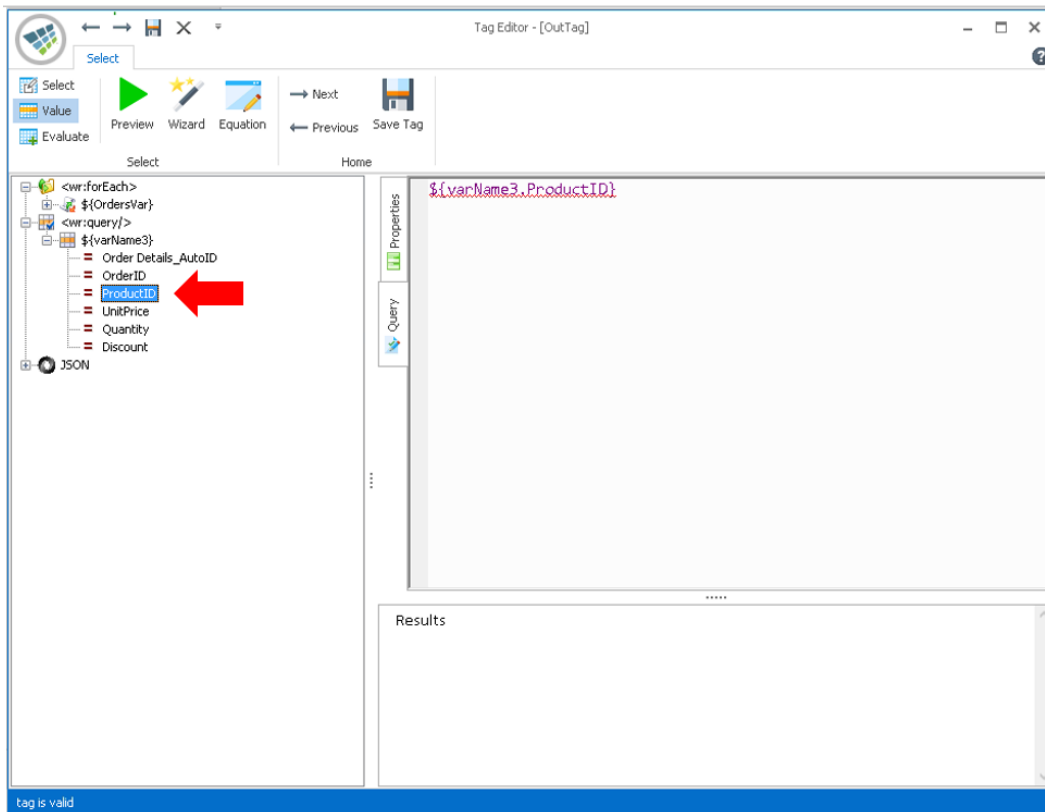 Tag Editor - [OutTag]
Select
Select
Value
Evaluate
Preview
Wizard
Equation
Next
Previous
Save Tag
Select
Home
<wr:forEach>
${OrdersVar}
<wr:query/>
${varName3}
Order Details_AutoID
OrderID
ProductID
UnitPrice
Quantity
Discount
JSON
Properties
Query
${varName3.ProductID}
Results
tag is valid